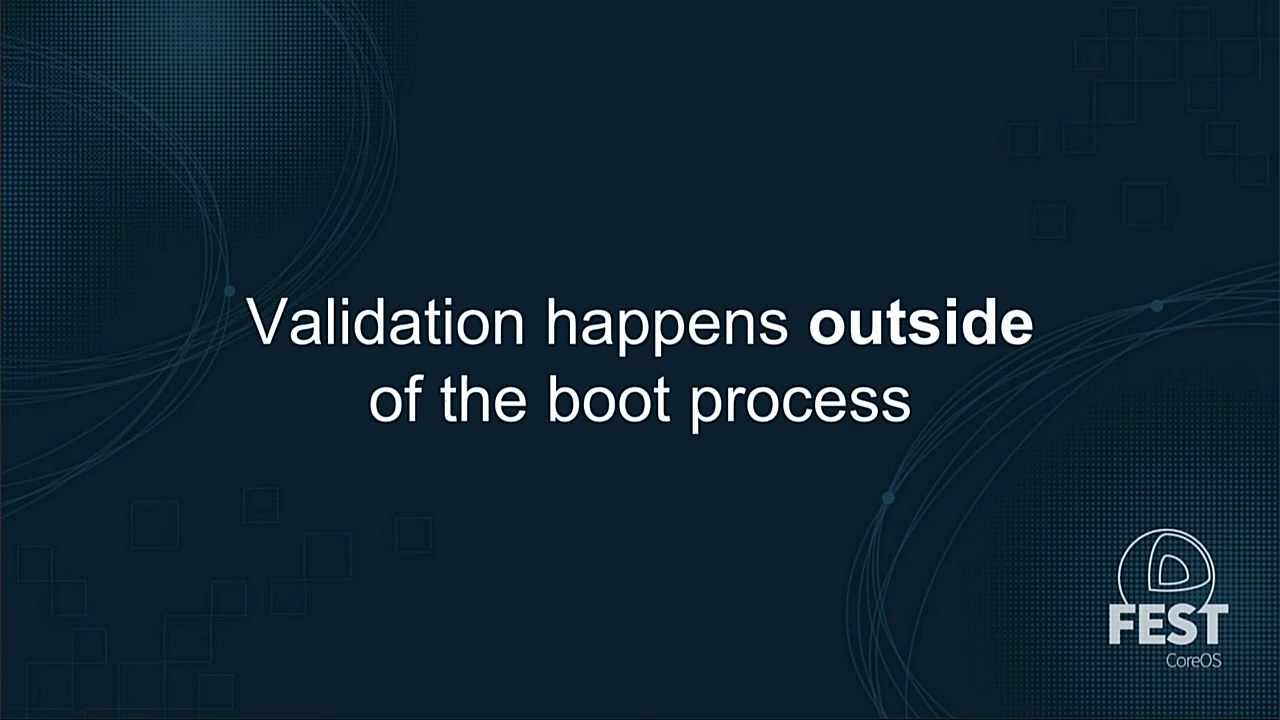 Validation happens outside
of the boot process
FEST
CoreOS